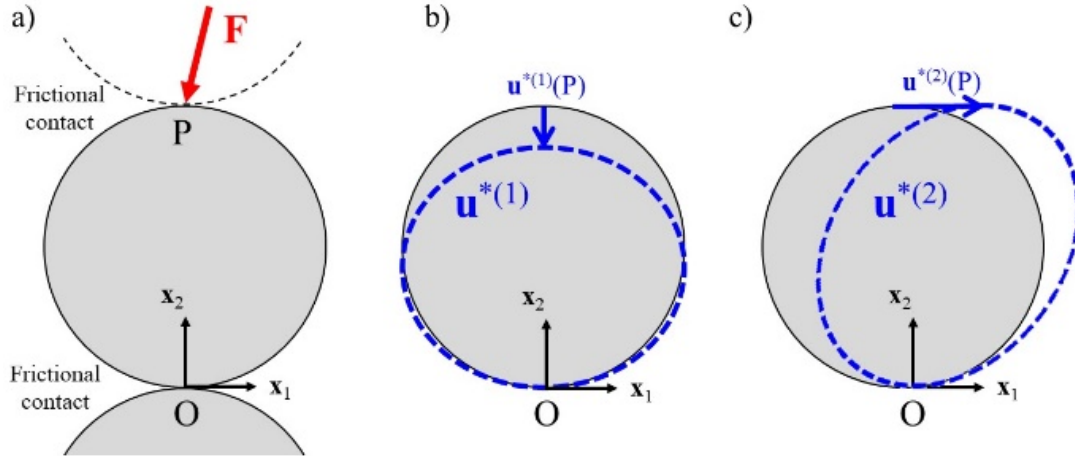 a)
F
Frictional
contact
P
x₂
Frictional
contact
x₁
O
b)
u*(1)(P)
u*(1)
x₂
x₁
O
c)
u*(2)(P)
u*(2)
x₂
x₁
O